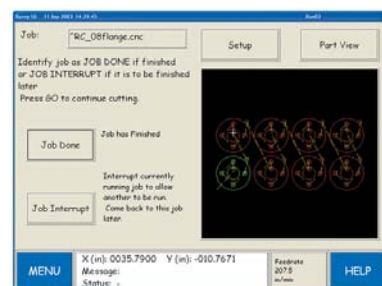 Job:
"RC_08flange.cnc
Setup
Part View
Identify job as JOB DONE if finished
or JOB INTERRUPT if it is to be finished
later
Press GO to continue cutting.
Job Done
Job has Finished
Job Interrupt
Interrupt currently
running job to allow
another to be run.
Come back to this job
later.
MENU
X (in): 0035.7900 Y (in): -010.7671
Message:
Status: -
Feedrate
207.5
in/min
HELP